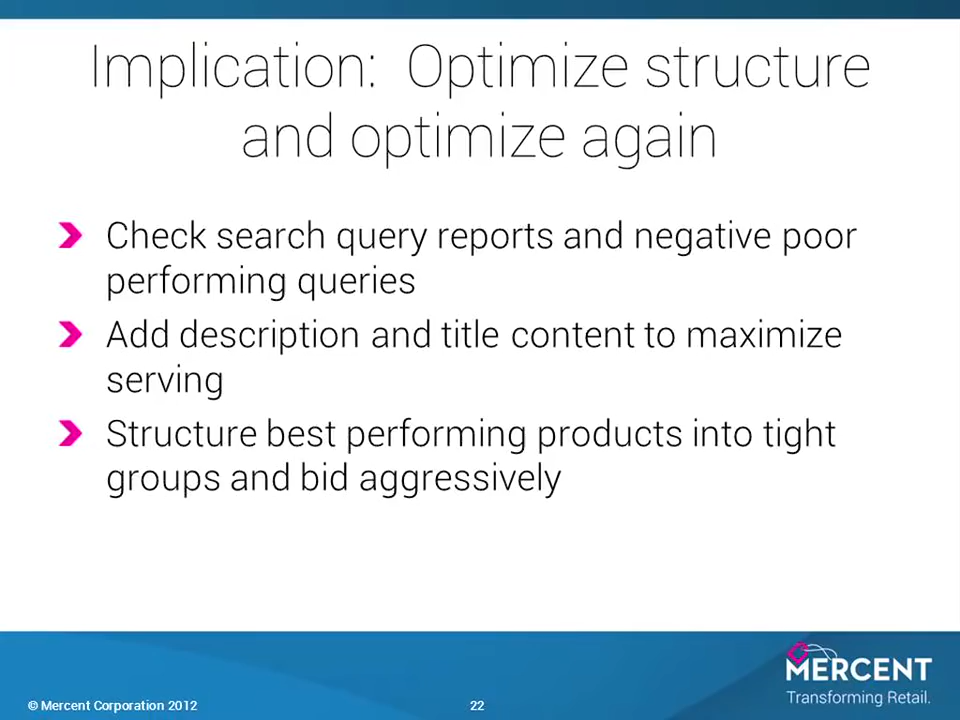 Implication:  Optimize structure
and optimize again
Check search query reports and negative poor
performing queries
Add description and title content to maximize
serving
Structure best performing products into tight
groups and bid aggressively
© Mercent Corporation 2012
22
MERCENT
Transforming Retail.